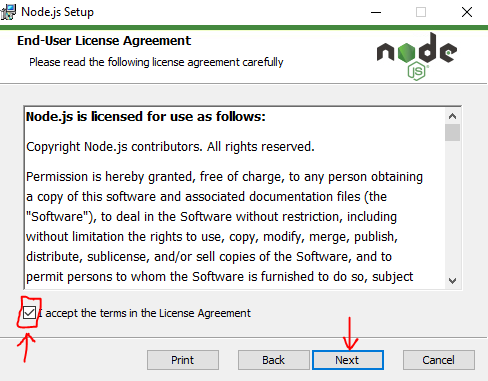 Node.js Setup
End-User License Agreement
Please read the following license agreement carefully
node
JS
Node.js is licensed for use as follows:
Copyright Node.js contributors. All rights reserved.
Permission is hereby granted, free of charge, to any person obtaining
a copy of this software and associated documentation files (the
"Software"), to deal in the Software without restriction, including
without limitation the rights to use, copy, modify, merge, publish,
distribute, sublicense, and/or sell copies of the Software, and to
permit persons to whom the Software is furnished to do so, subject
I accept the terms in the License Agreement
Print Back Next Cancel